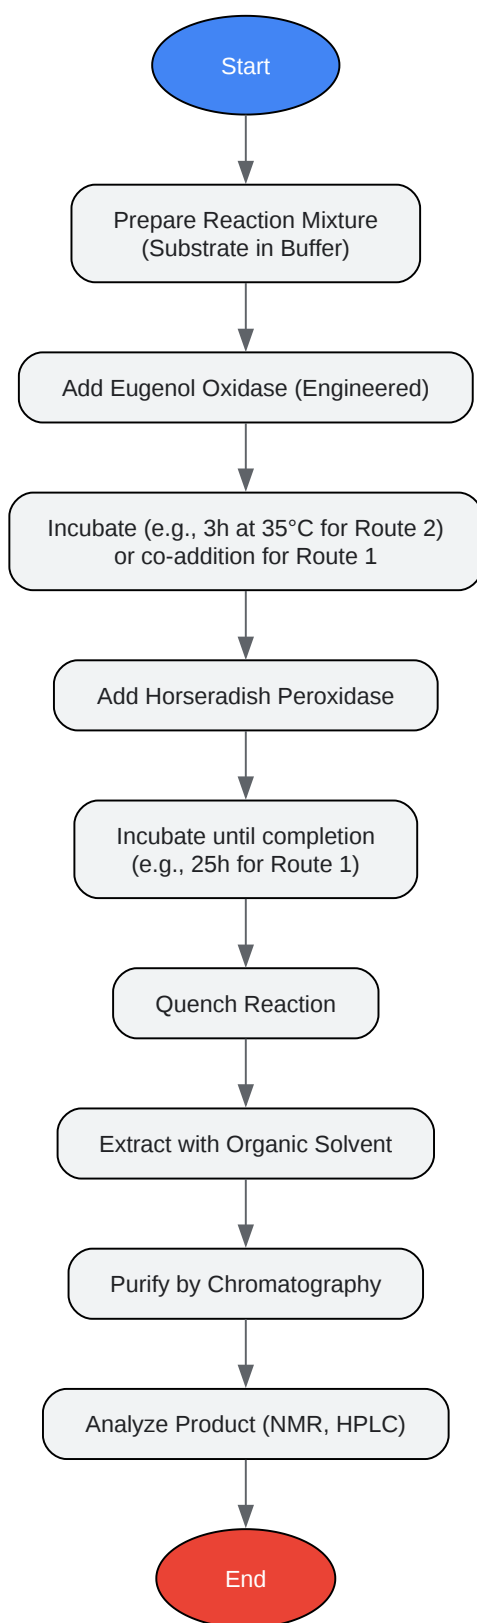 Start
Prepare Reaction Mixture
(Substrate in Buffer)
Add Eugenol Oxidase (Engineered)
Incubate (e.g., 3h at 35°C for Route 2)
or co-addition for Route 1
Add Horseradish Peroxidase
Incubate until completion
(e.g., 25h for Route 1)
Quench Reaction
Extract with Organic Solvent
Purify by Chromatography
Analyze Product (NMR, HPLC)
End